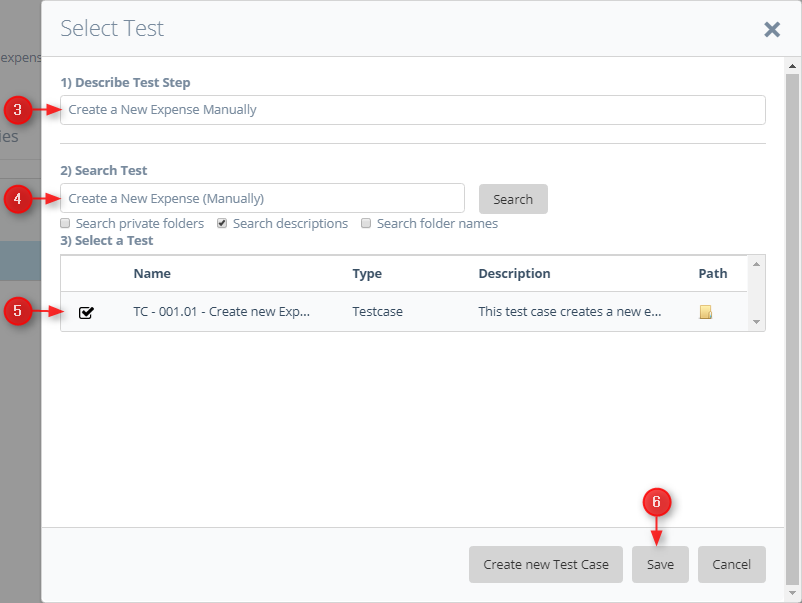 Select Test
expens
1) Describe Test Step
3
Create a New Expense Manually
ies
2) Search Test
4
Create a New Expense (Manually)
Search
Search private folders
Search descriptions
Search folder names
3) Select a Test
Name Type Description Path
5
TC - 001.01 - Create new Exp... Testcase This test case creates a new e...
6
Create new Test Case Save Cancel